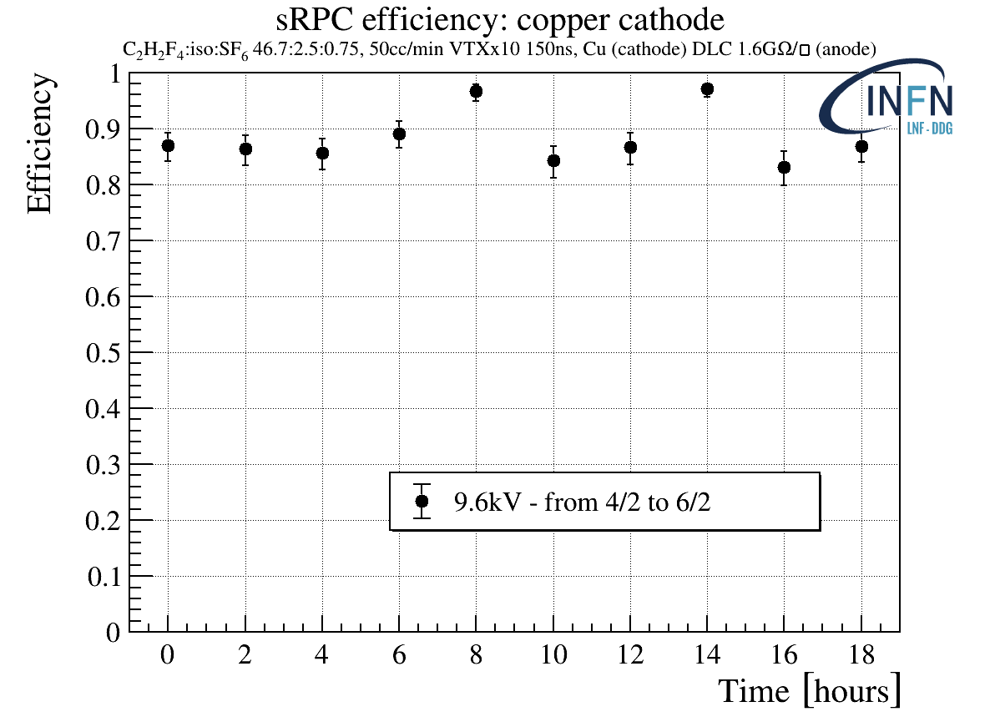 sRPC efficiency: copper cathode
C₂H₂F₄:iso:SF₆ 46.7:2.5:0.75, 50cc/min VTXx10 150ns, Cu (cathode) DLC 1.6GΩ/□ (anode)
INFN
LNF - DDG
Efficiency
1
0.9
0.8
0.7
0.6
0.5
0.4
0.3
0.2
0.1
0
9.6kV - from 4/2 to 6/2
0 2 4 6 8 10 12 14 16 18
Time [hours]